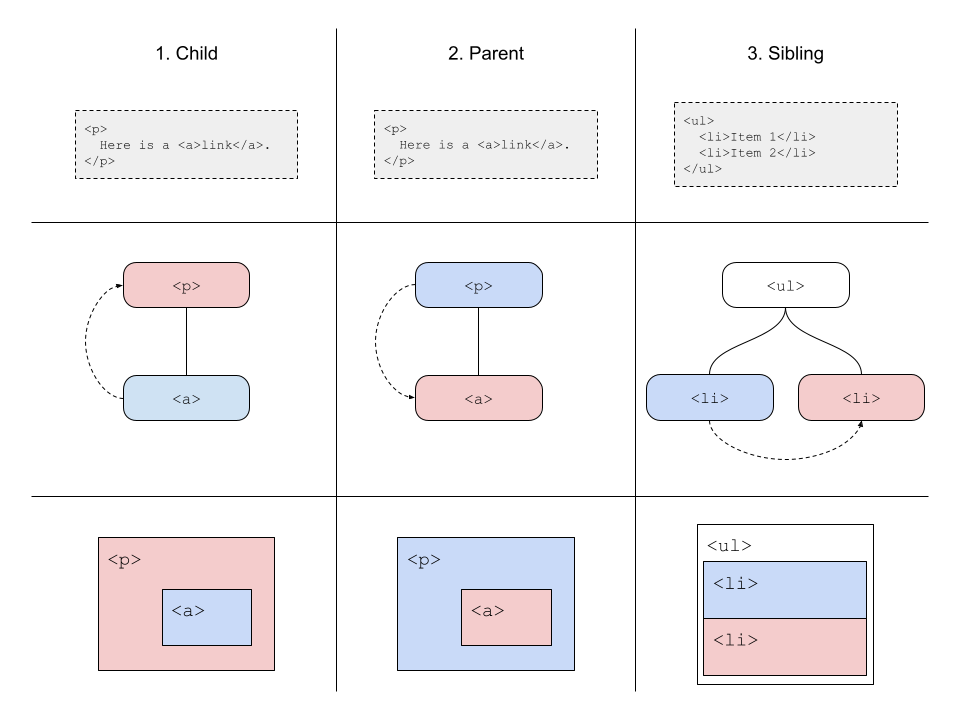 1. Child
2. Parent
3. Sibling
<p>
  Here is a <a>link</a>.
</p>
<p>
  Here is a <a>link</a>.
</p>
<ul>
  <li>Item 1</li>
  <li>Item 2</li>
</ul>
<p>
<a>
<p>
<a>
<ul>
<li>
<li>
<p>
<a>
<p>
<a>
<ul>
<li>
<li>